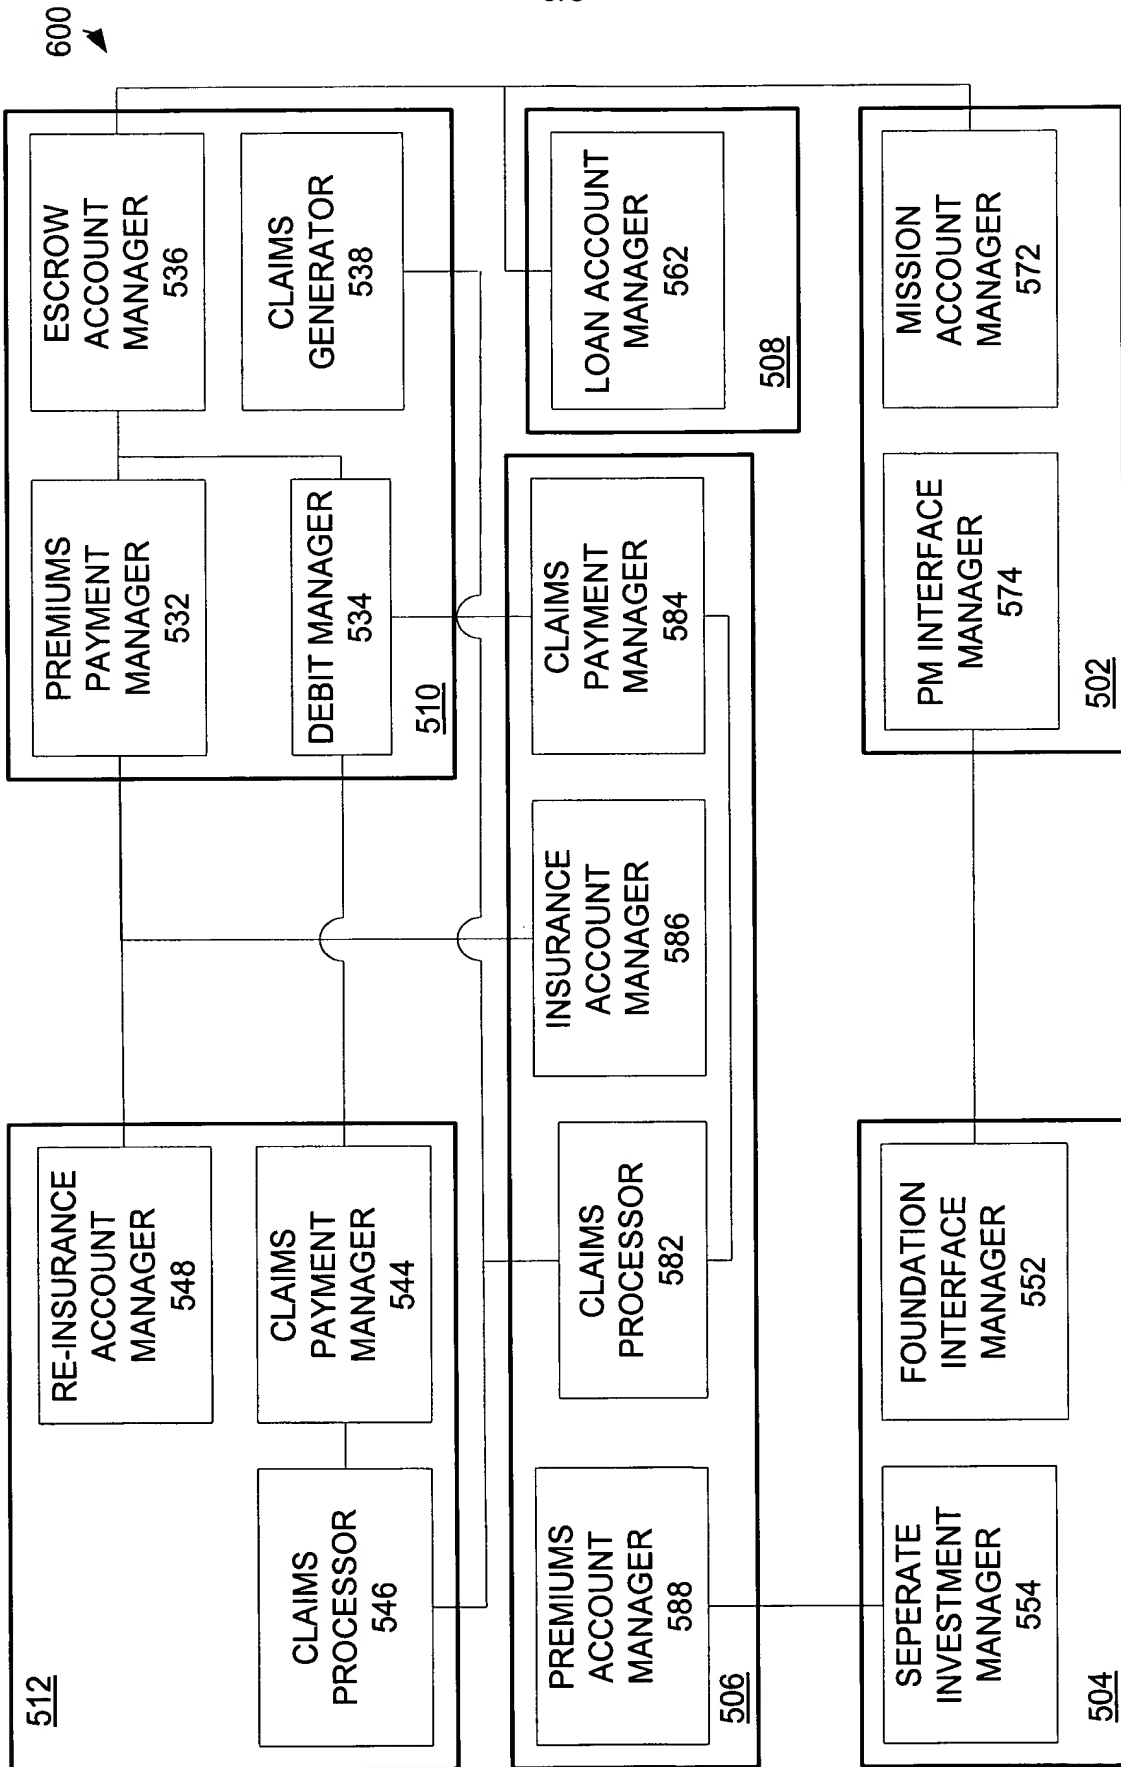 600
512
RE-INSURANCE
ACCOUNT
MANAGER
548
CLAIMS
PROCESSOR
546
CLAIMS
PAYMENT
MANAGER
544
PREMIUMS
PAYMENT
MANAGER
532
ESCROW
ACCOUNT
MANAGER
536
DEBIT MANAGER
534
CLAIMS
GENERATOR
538
510
PREMIUMS
ACCOUNT
MANAGER
588
CLAIMS
PROCESSOR
582
INSURANCE
ACCOUNT
MANAGER
586
CLAIMS
PAYMENT
MANAGER
584
506
LOAN ACCOUNT
MANAGER
562
508
SEPERATE
INVESTMENT
MANAGER
554
FOUNDATION
INTERFACE
MANAGER
552
504
PM INTERFACE
MANAGER
574
MISSION
ACCOUNT
MANAGER
572
502